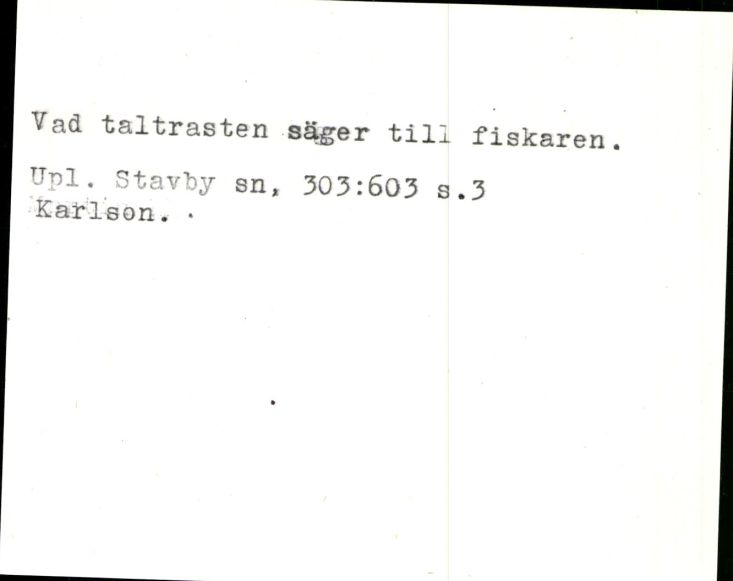 Vad taltrasten säger till fiskaren.
Upl. Stavby sn, 303:603 s.3
Karlson.